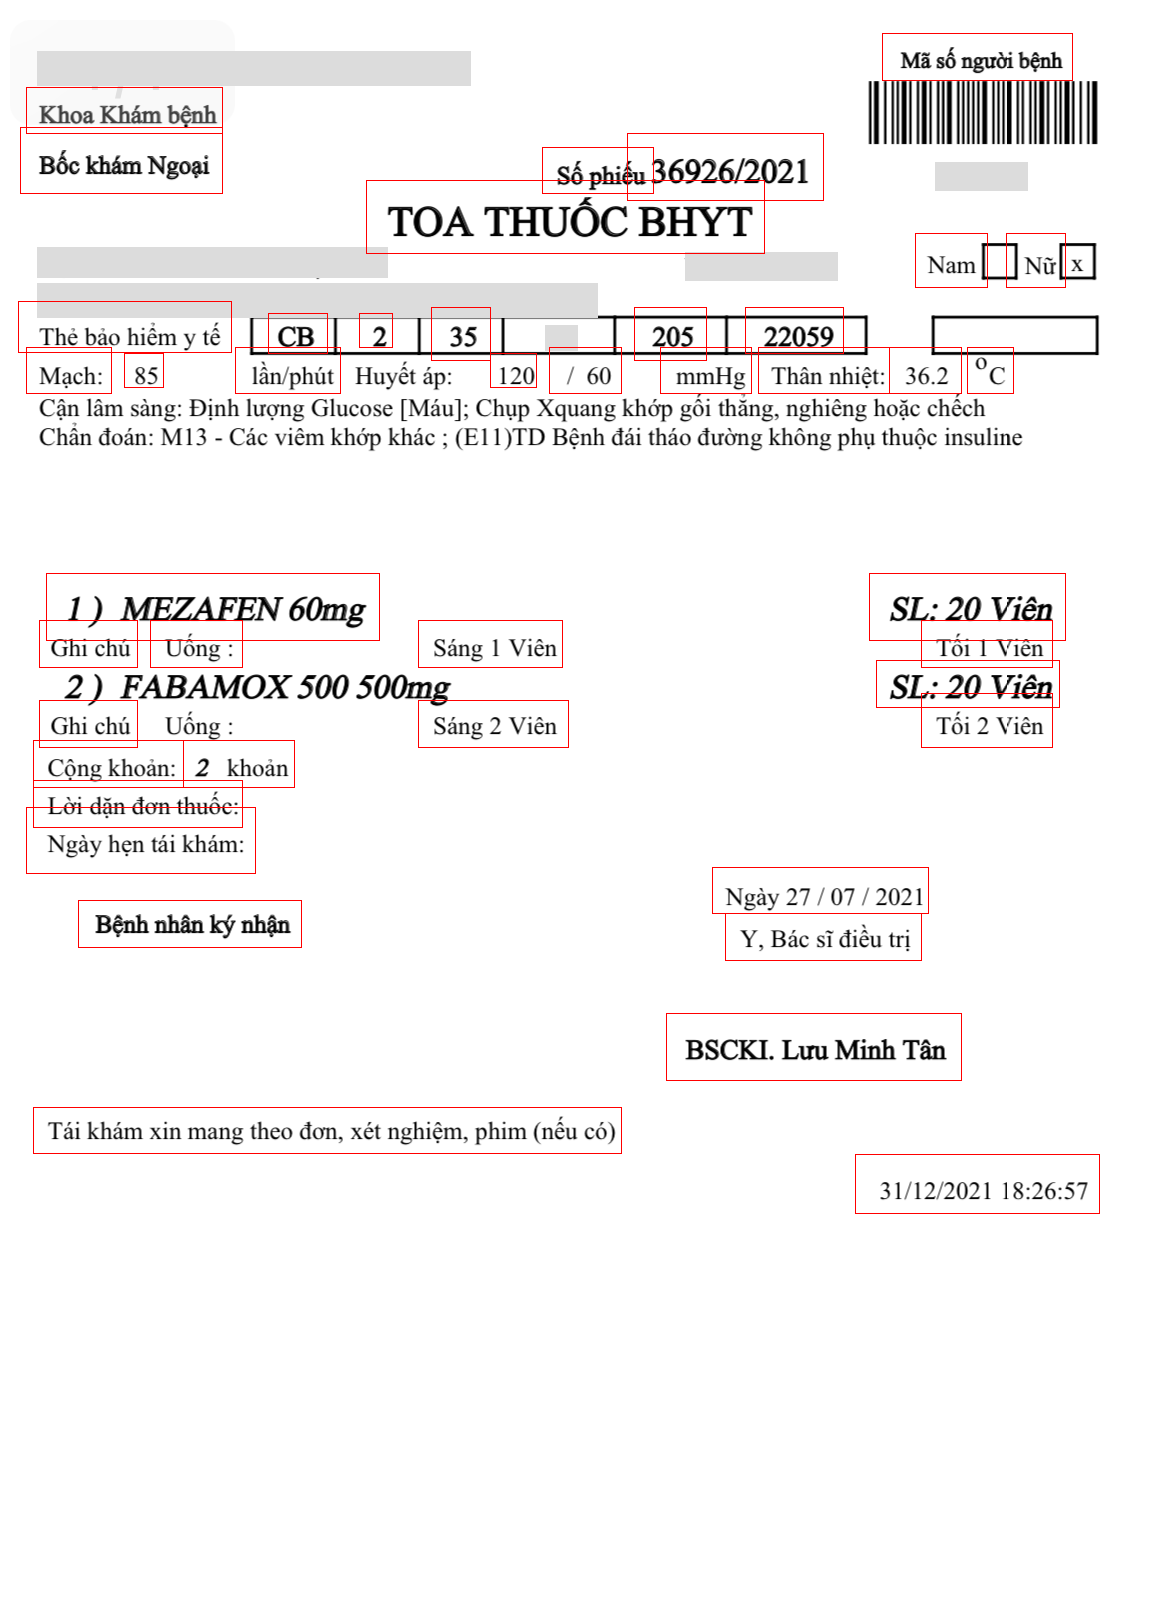 Mã số người bệnh
Khoa Khám bệnh
Bốc khám Ngoại
Số phiếu 36926/2021
TOA THUỐC BHYT
Nam Nữ x
Thẻ bảo hiểm y tế CB 2 35 205 22059
Mạch: 85 lần/phút Huyết áp: 120 / 60 mmHg Thân nhiệt: 36.2 °C
Cận lâm sàng: Định lượng Glucose [Máu]; Chụp Xquang khớp gối thẳng, nghiêng hoặc chếch
Chẩn đoán: M13 - Các viêm khớp khác ; (E11)TD Bệnh đái tháo đường không phụ thuộc insuline
1 ) MEZAFEN 60mg SL: 20 Viên
Ghi chú Uống : Sáng 1 Viên Tối 1 Viên
2 ) FABAMOX 500 500mg SL: 20 Viên
Ghi chú Uống : Sáng 2 Viên Tối 2 Viên
Cộng khoản: 2 khoản
Lời dặn đơn thuốc:
Ngày hẹn tái khám:
Ngày 27 / 07 / 2021
Bệnh nhân ký nhận
Y, Bác sĩ điều trị
BSCKI. Lưu Minh Tân
Tái khám xin mang theo đơn, xét nghiệm, phim (nếu có)
31/12/2021 18:26:57